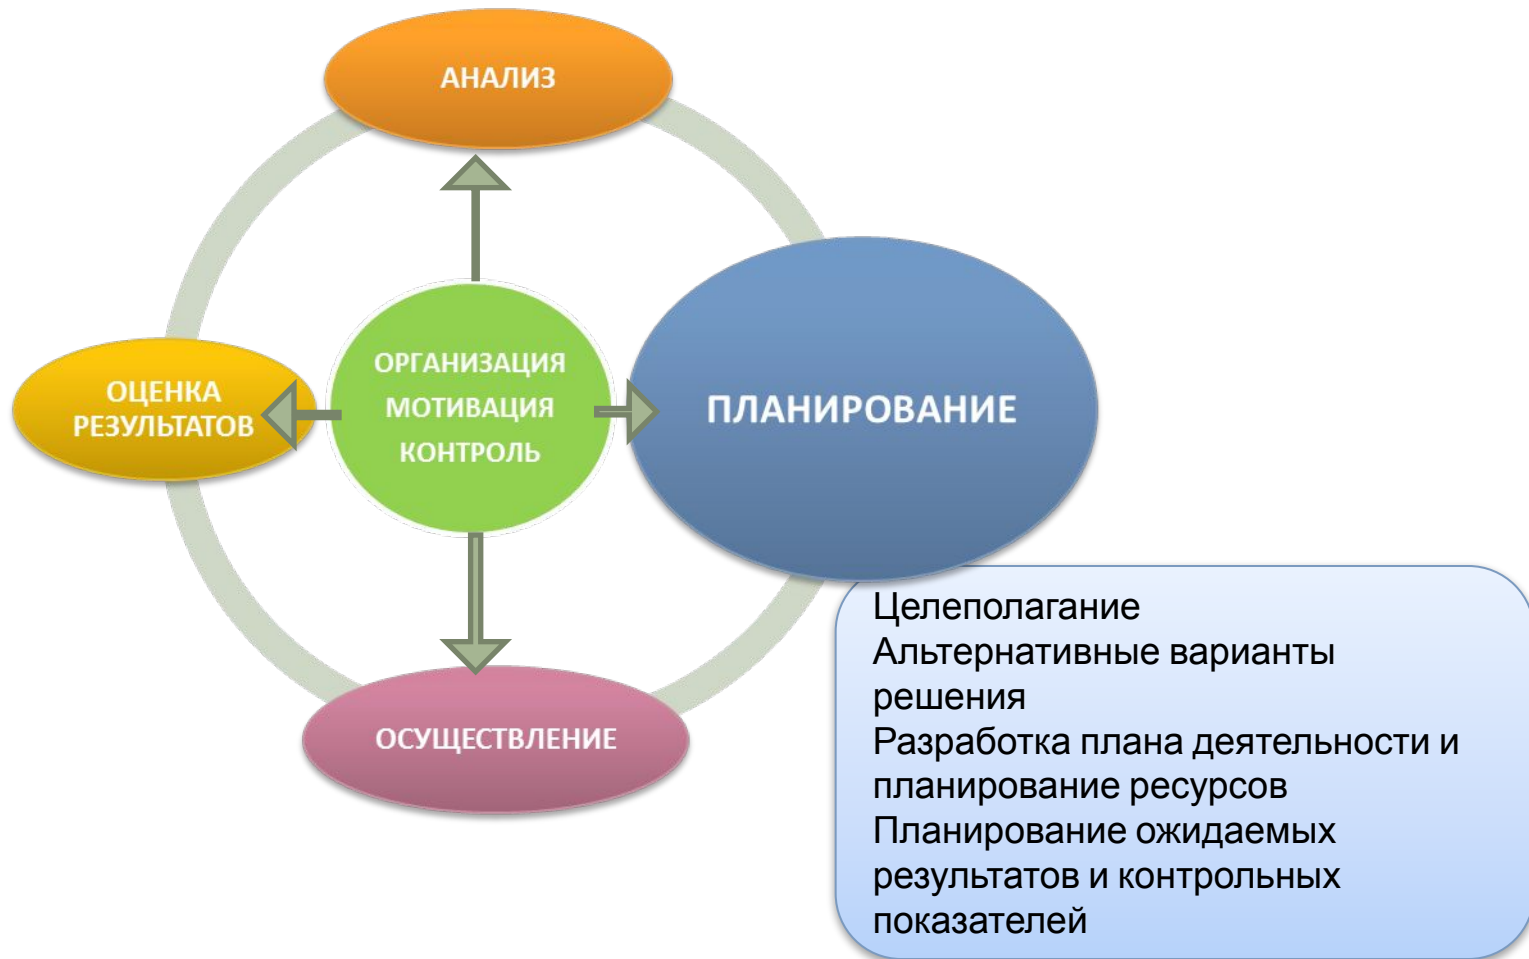 АНАЛИЗ
ОРГАНИЗАЦИЯ
МОТИВАЦИЯ
КОНТРОЛЬ
ОЦЕНКА
РЕЗУЛЬТАТОВ
ПЛАНИРОВАНИЕ
ОСУЩЕСТВЛЕНИЕ
Целеполагание
Альтернативные варианты
решения
Разработка плана деятельности и
планирование ресурсов
Планирование ожидаемых
результатов и контрольных
показателей